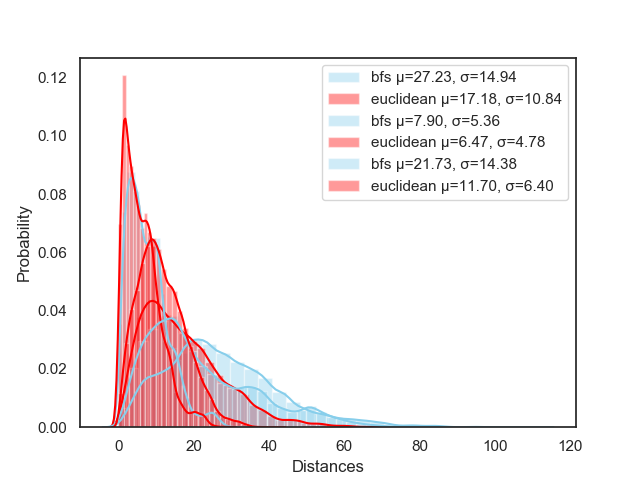 0.12
0.10
0.08
0.06
0.04
0.02
0.00
Probability
bfs μ=27.23, σ=14.94
euclidean μ=17.18, σ=10.84
bfs μ=7.90, σ=5.36
euclidean μ=6.47, σ=4.78
bfs μ=21.73, σ=14.38
euclidean μ=11.70, σ=6.40
0 20 40 60 80 100 120
Distances